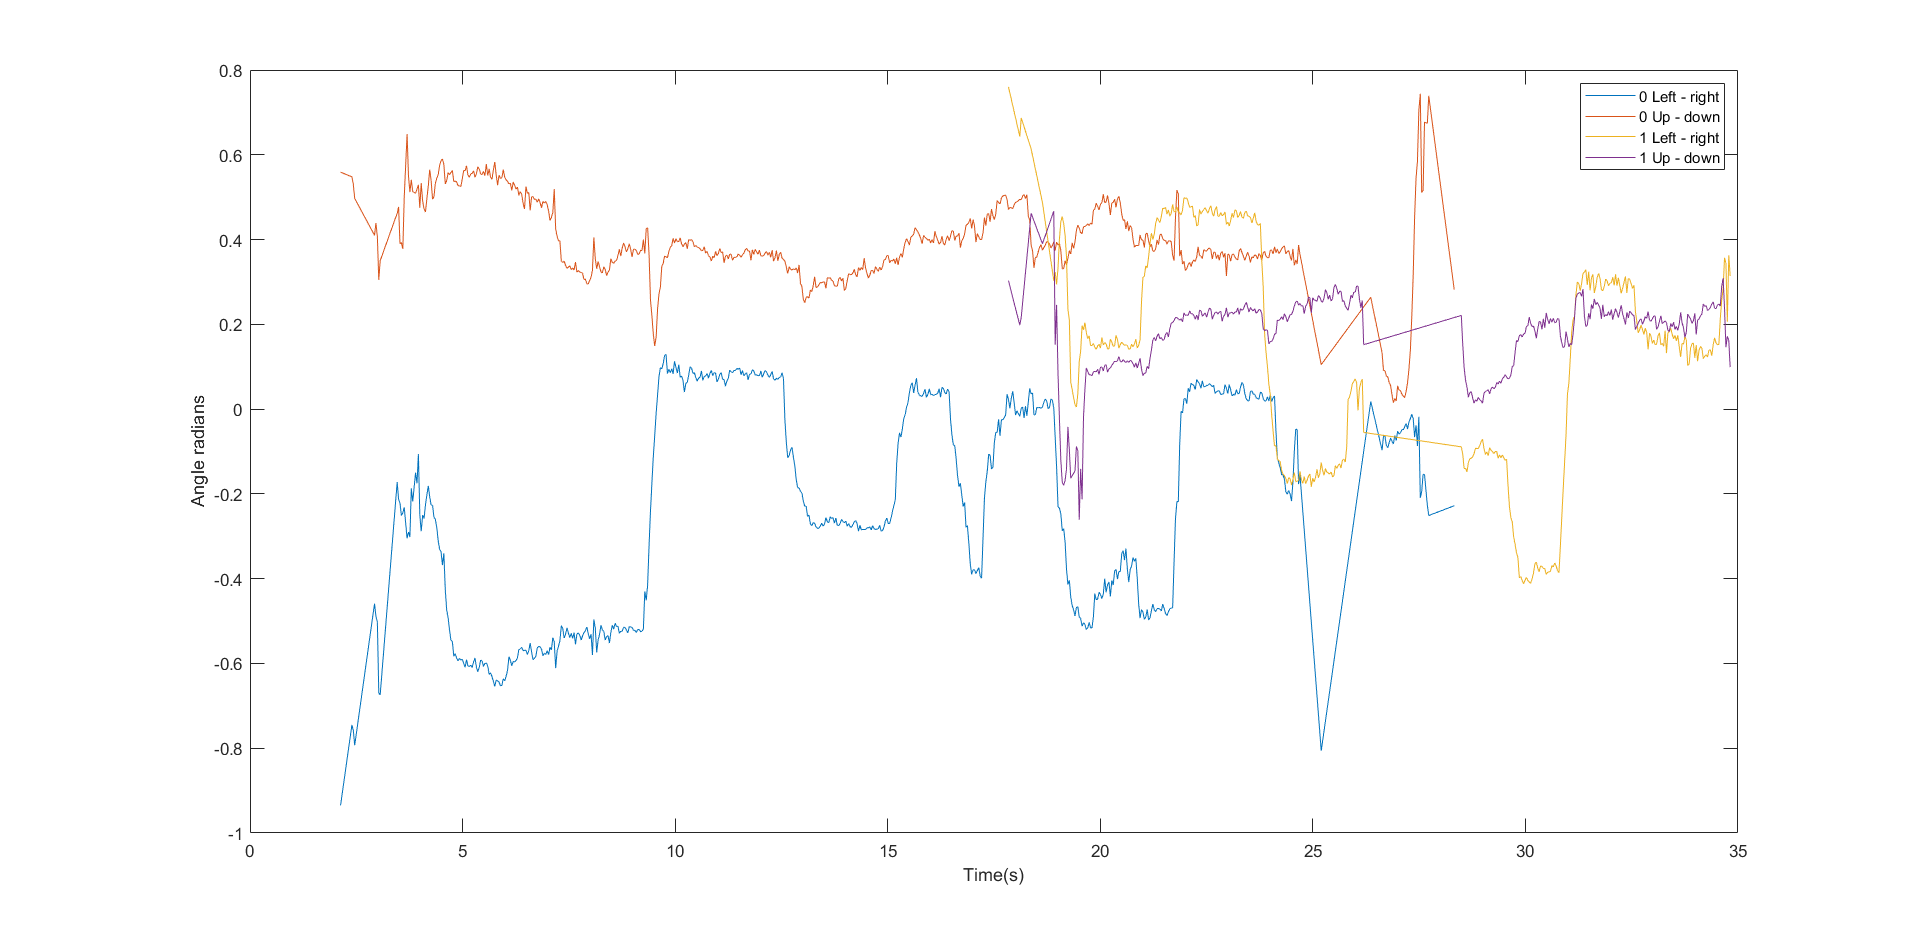 0.8
0.6
0.4
0.2
0
-0.2
-0.4
-0.6
-0.8
-1
Angle radians
0 5 10 15 20 25 30 35
Time(s)
0 Left - right
0 Up - down
1 Left - right
1 Up - down